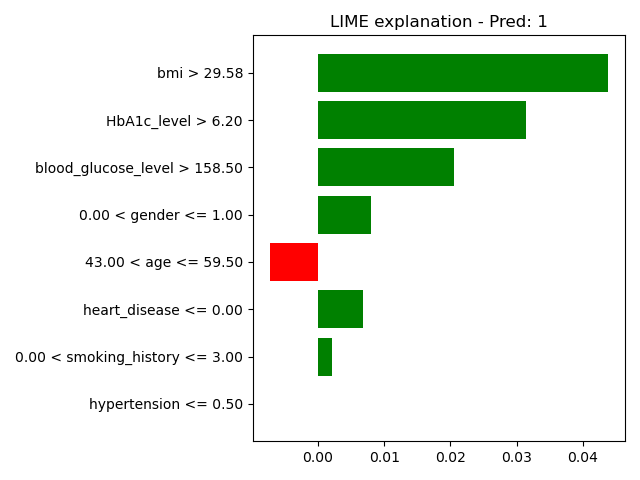 LIME explanation - Pred: 1
bmi > 29.58
HbA1c_level > 6.20
blood_glucose_level > 158.50
0.00 < gender <= 1.00
43.00 < age <= 59.50
heart_disease <= 0.00
0.00 < smoking_history <= 3.00
hypertension <= 0.50
0.00 0.01 0.02 0.03 0.04